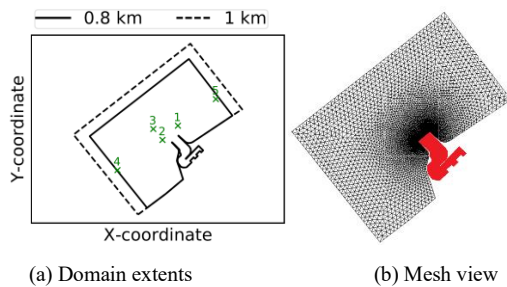 0.8 km
1 km
5
3
1
2
4
Y-coordinate
X-coordinate
(a) Domain extents
(b) Mesh view